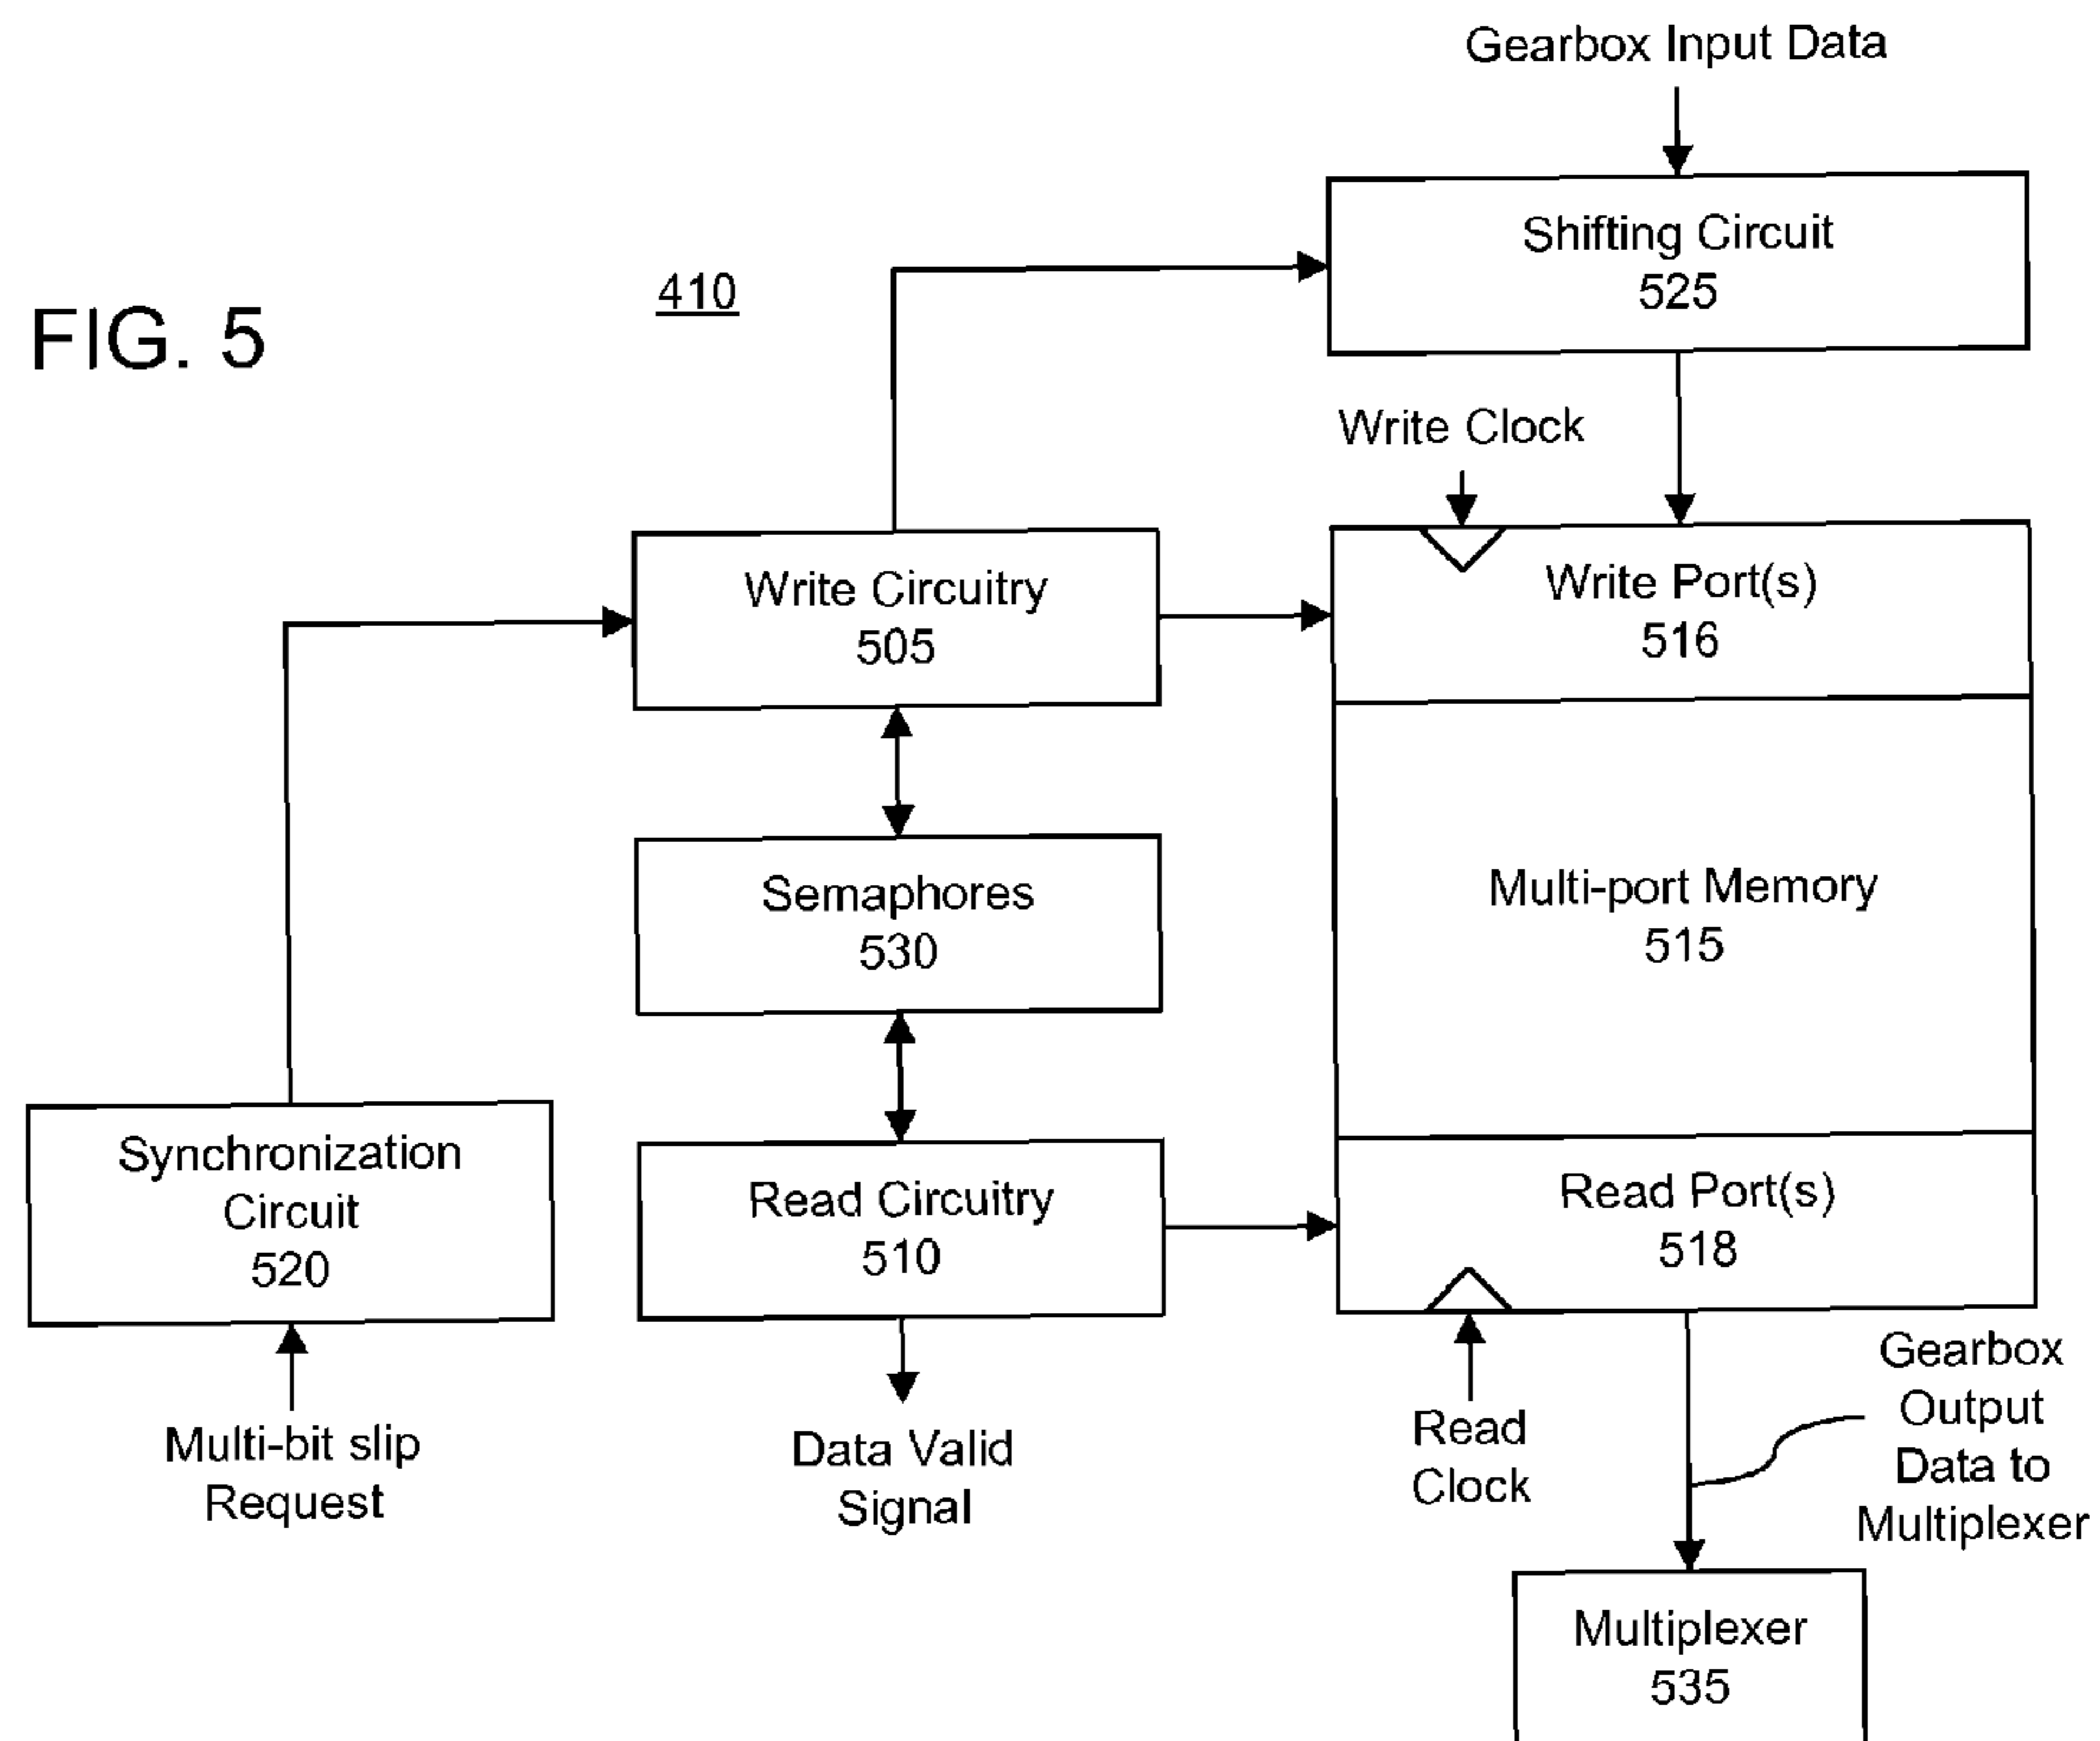 Gearbox Input Data
Shifting Circuit
525
FIG. 5
410
Write Clock
Write Circuitry
505
Write Port(s)
516
Semaphores
530
Multi-port Memory
515
Synchronization
Circuit
520
Read Circuitry
510
Read Port(s)
518
Multi-bit slip
Request
Data Valid
Signal
Read
Clock
Gearbox
Output
Data to
Multiplexer
Multiplexer
535